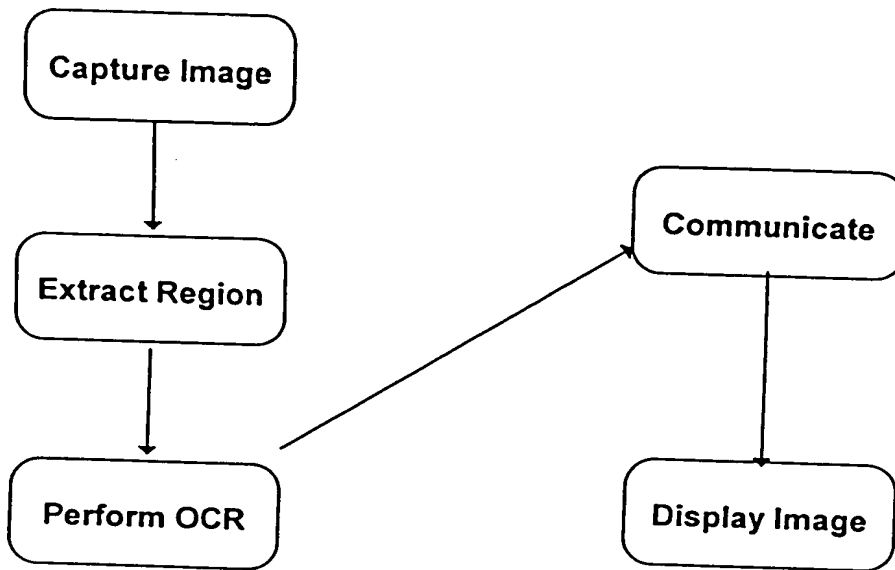 Capture Image
Extract Region
Perform OCR
Communicate
Display Image